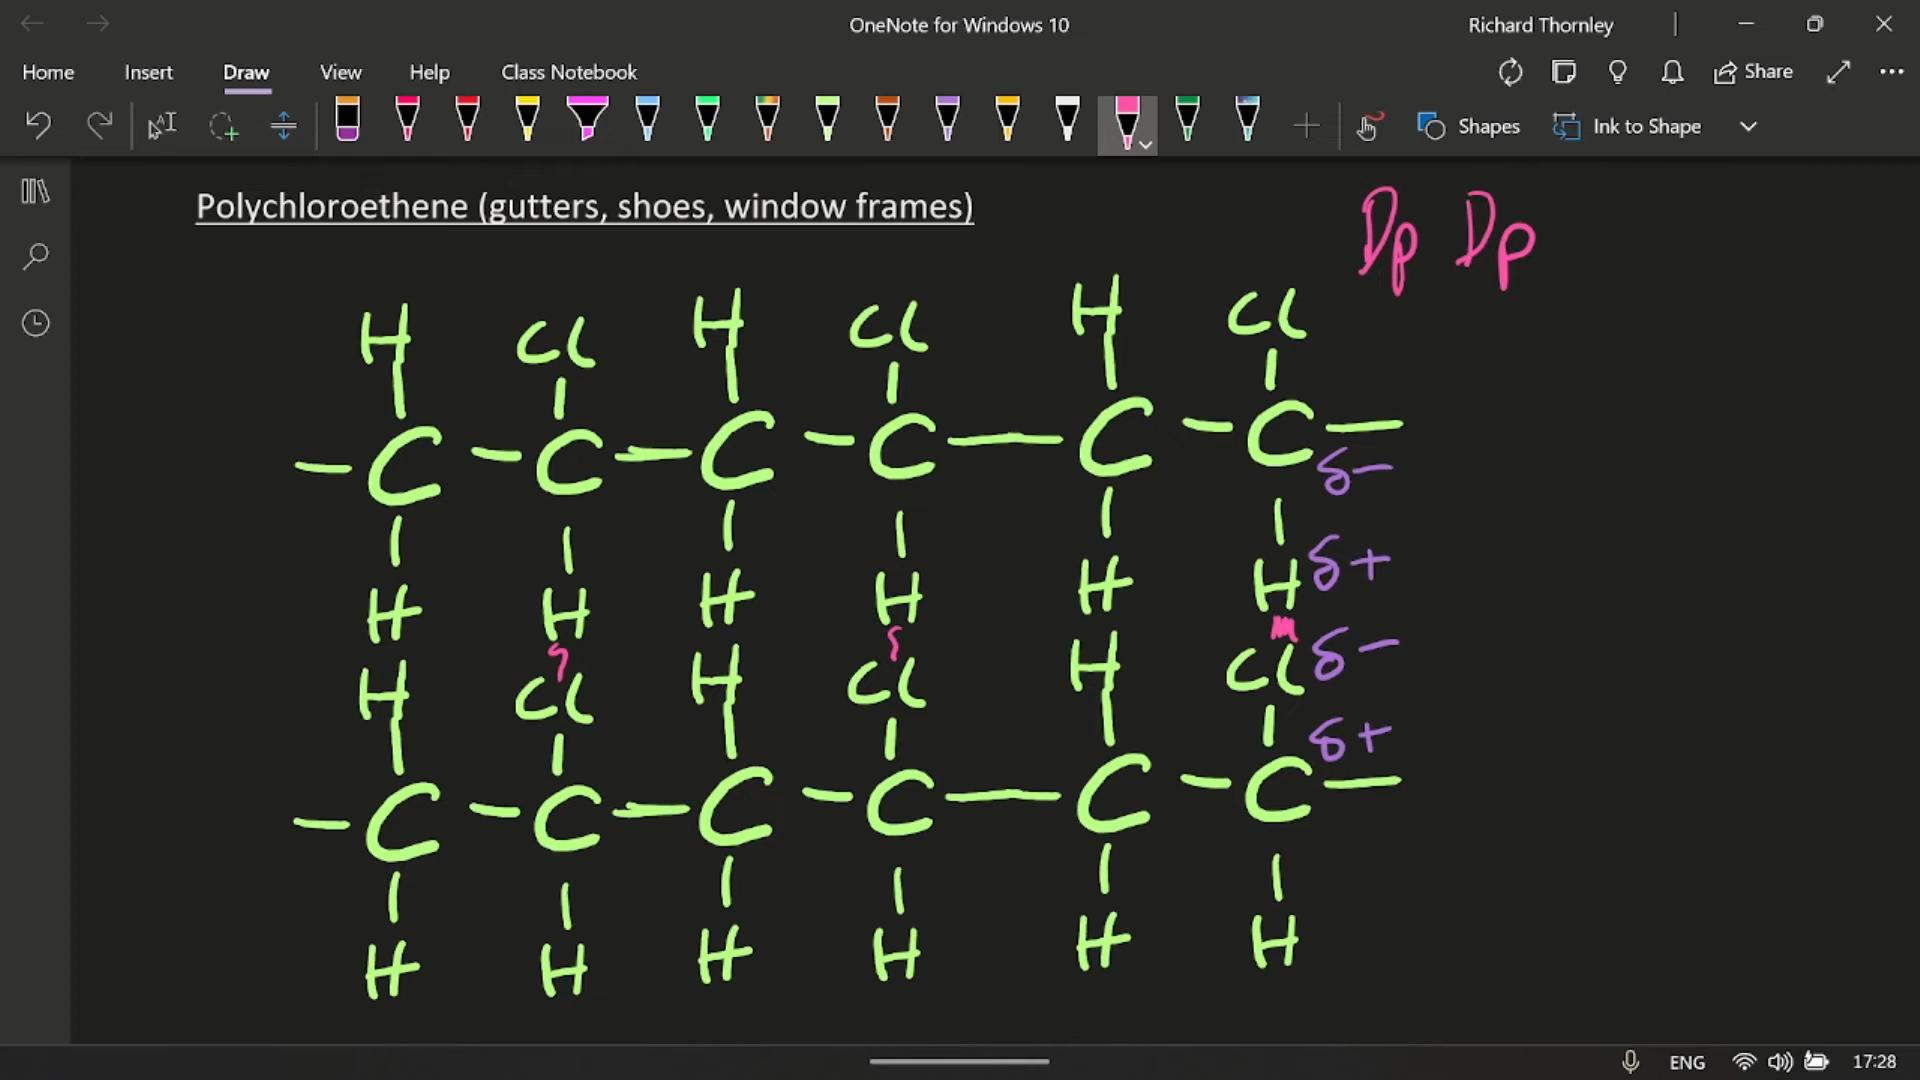 OneNote for Windows 10 Richard Thornley
Home Insert Draw View Help Class Notebook Share
Shapes Ink to Shape
Polychloroethene (gutters, shoes, window frames) Dp Dp
H Cl H Cl H Cl
C C C C C C
δ-
H H H H H H δ+
H Cl H Cl H Cl δ-
δ+
C C C C C C
H H H H H H
ENG 17:28